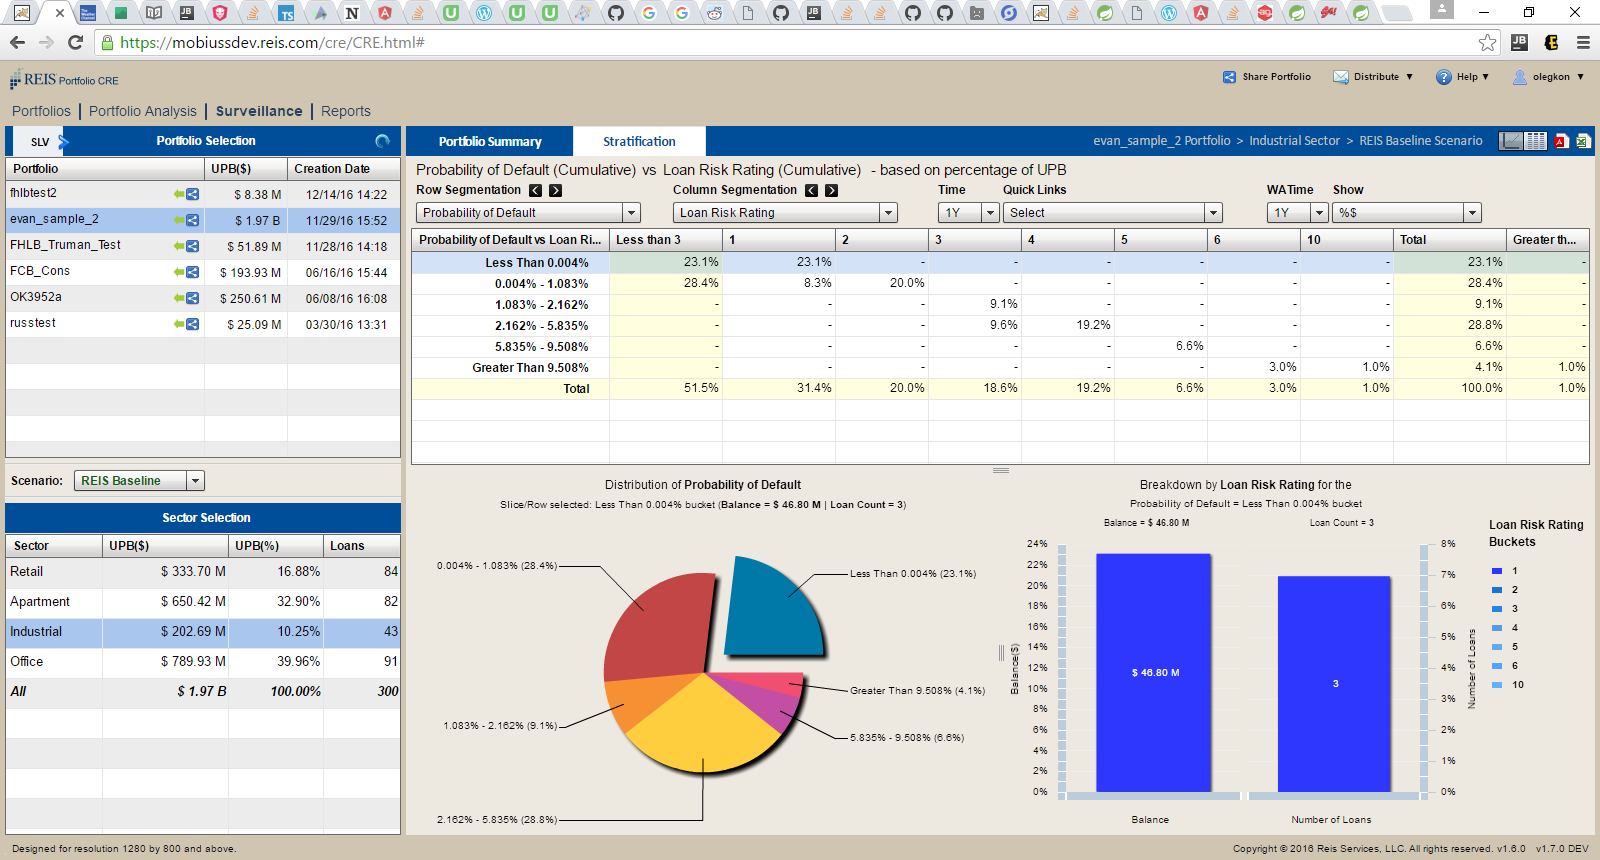 https://mobiussdev.reis.com/cre/CRE.html#
REIS Portfolio CRE
Share Portfolio Distribute Help olegkon
Portfolios | Portfolio Analysis | Surveillance | Reports
SLV Portfolio Selection
Portfolio UPB($) Creation Date
fhlbtest2 $ 8.38 M 12/14/16 14:22
evan_sample_2 $ 1.97 B 11/29/16 15:52
FHLB_Truman_Test $ 51.89 M 11/28/16 14:18
FCB_Cons $ 193.93 M 06/16/16 15:44
OK3952a $ 250.61 M 06/08/16 16:08
russtest $ 25.09 M 03/30/16 13:31
Scenario: REIS Baseline
Sector Selection
Sector UPB($) UPB(%) Loans
Retail $ 333.70 M 16.88% 84
Apartment $ 650.42 M 32.90% 82
Industrial $ 202.69 M 10.25% 43
Office $ 789.93 M 39.96% 91
All $ 1.97 B 100.00% 300
Portfolio Summary Stratification evan_sample_2 Portfolio > Industrial Sector > REIS Baseline Scenario
Probability of Default (Cumulative) vs Loan Risk Rating (Cumulative) - based on percentage of UPB
Row Segmentation < > Column Segmentation < > Time Quick Links WATime Show
Probability of Default Loan Risk Rating 1Y Select 1Y %$
Probability of Default vs Loan Ri... Less than 3 1 2 3 4 5 6 10 Total Greater th...
Less Than 0.004% 23.1% 23.1% - - - - - - 23.1% -
0.004% - 1.083% 28.4% 8.3% 20.0% - - - - - 28.4% -
1.083% - 2.162% - - - 9.1% - - - - 9.1% -
2.162% - 5.835% - - - 9.6% 19.2% - - - 28.8% -
5.835% - 9.508% - - - - - 6.6% - - 6.6% -
Greater Than 9.508% - - - - - - 3.0% 1.0% 4.1% 1.0%
Total 51.5% 31.4% 20.0% 18.6% 19.2% 6.6% 3.0% 1.0% 100.0% 1.0%
Distribution of Probability of Default
Slice/Row selected: Less Than 0.004% bucket (Balance = $ 46.80 M | Loan Count = 3)
0.004% - 1.083% (28.4%)
Less Than 0.004% (23.1%)
Greater Than 9.508% (4.1%)
1.083% - 2.162% (9.1%)
5.835% - 9.508% (6.6%)
2.162% - 5.835% (28.8%)
Breakdown by Loan Risk Rating for the
Probability of Default = Less Than 0.004% bucket
Balance = $ 46.80 M Loan Count = 3
Balance($)
24%
22%
20%
18%
16%
14%
12%
10%
8%
6%
4%
2%
0%
$ 46.80 M
3
8%
7%
6%
5%
4%
3%
2%
1%
0%
Number of Loans
Balance Number of Loans
Loan Risk Rating
Buckets
1
2
3
4
5
6
10
Designed for resolution 1280 by 800 and above.
Copyright © 2016 Reis Services, LLC. All rights reserved. v1.6.0 v1.7.0 DEV